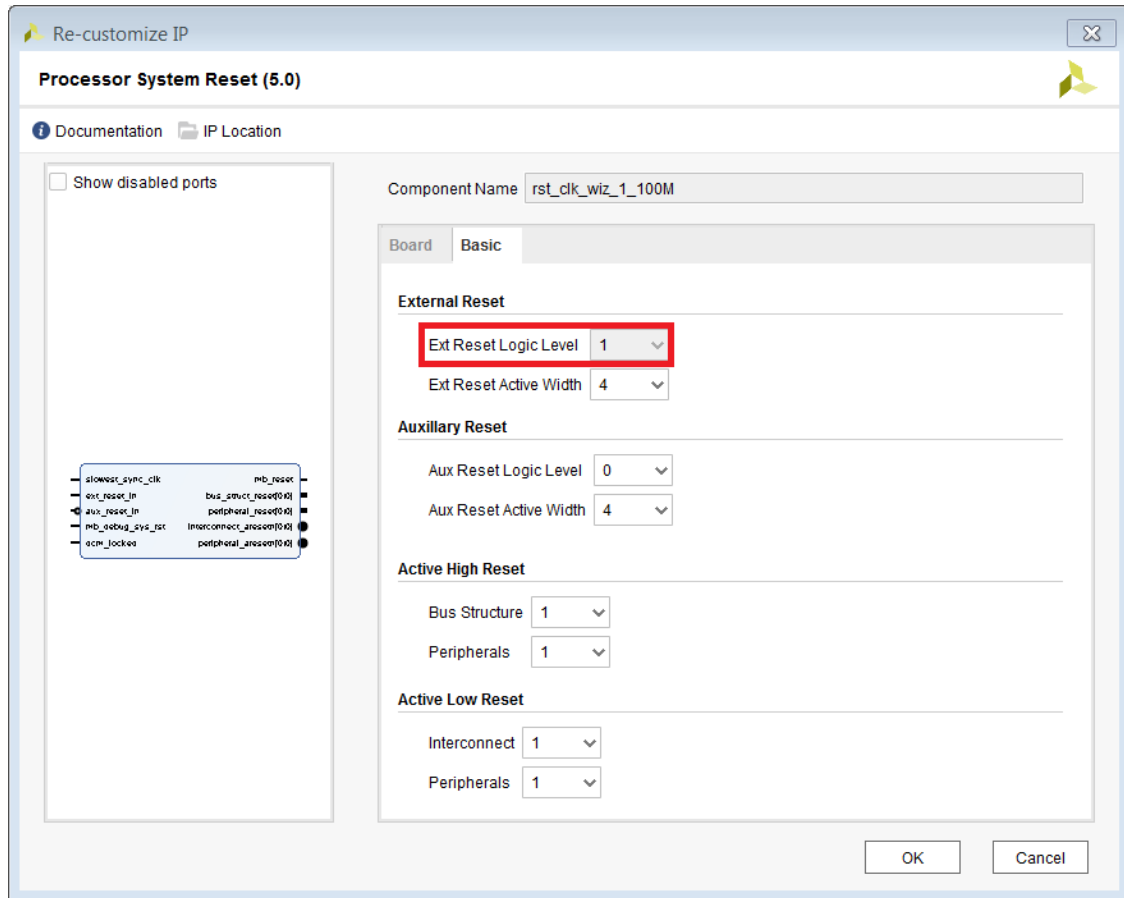 Re-customize IP
Processor System Reset (5.0)
Documentation IP Location
Show disabled ports
slowest_sync_clk
ext_reset_in
aux_reset_in
mb_debug_sys_rst
dcm_locked
mb_reset
bus_struct_reset[0:0]
peripheral_reset[0:0]
interconnect_aresetn[0:0]
peripheral_aresetn[0:0]
Component Name rst_clk_wiz_1_100M
Board Basic
External Reset
Ext Reset Logic Level 1
Ext Reset Active Width 4
Auxillary Reset
Aux Reset Logic Level 0
Aux Reset Active Width 4
Active High Reset
Bus Structure 1
Peripherals 1
Active Low Reset
Interconnect 1
Peripherals 1
OK Cancel